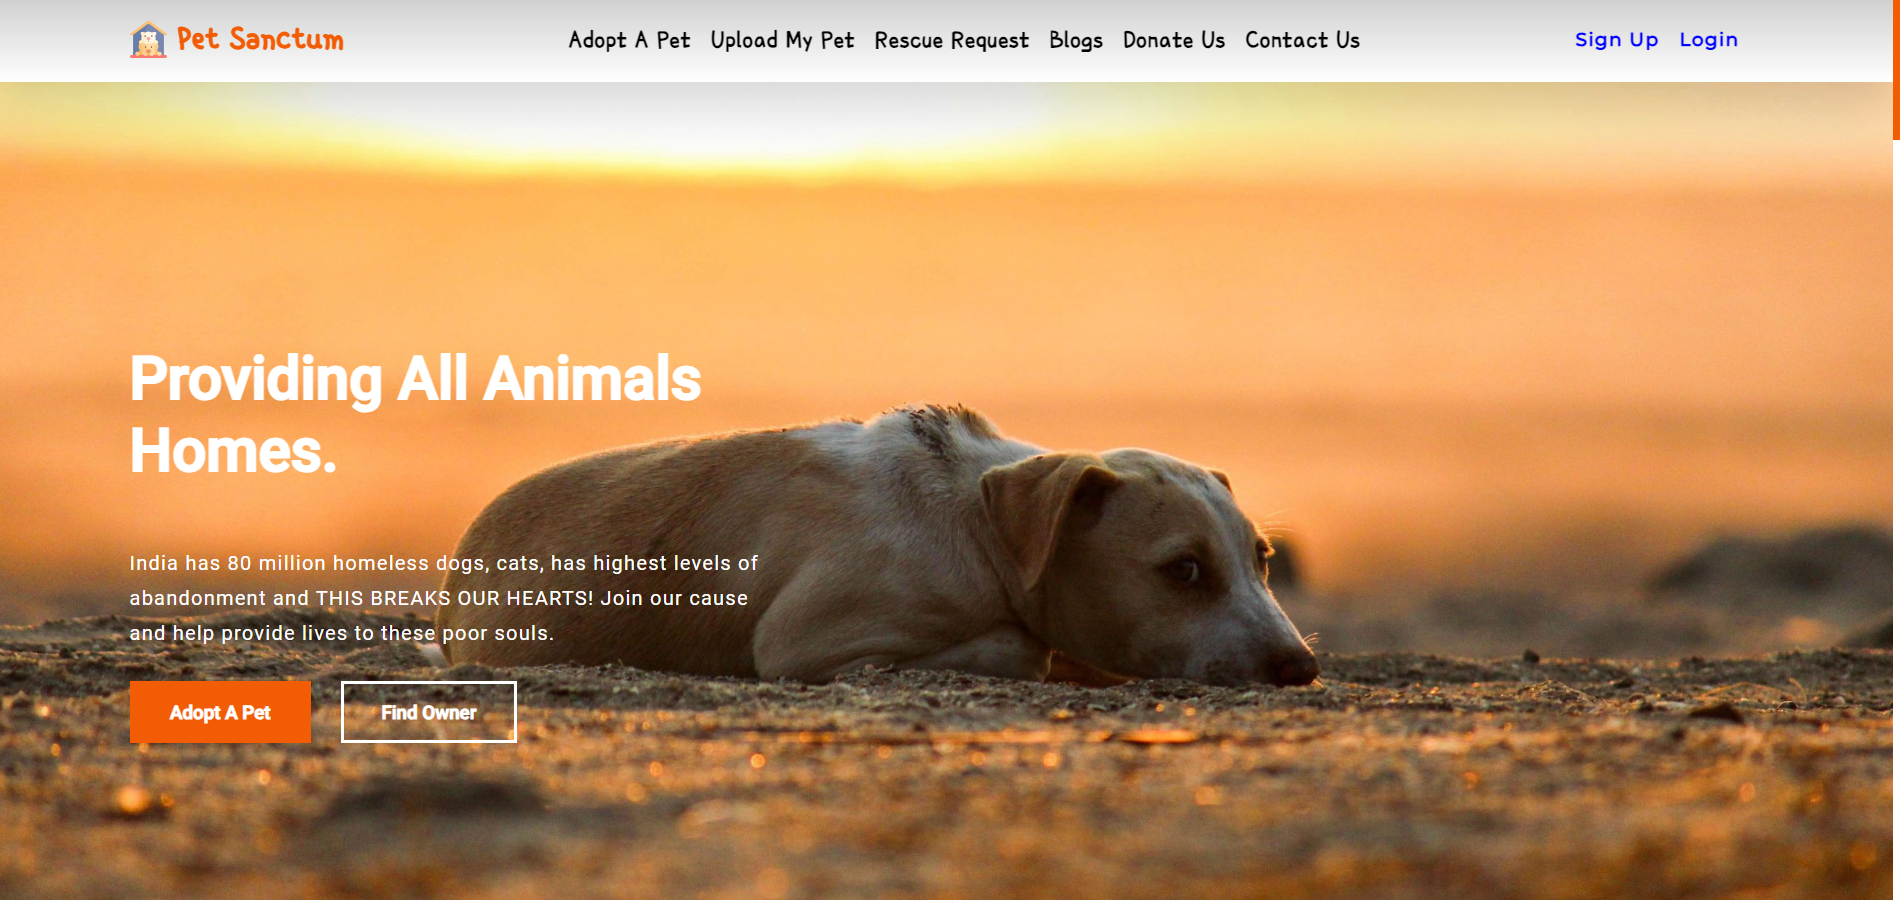 Pet Sanctum
Adopt A Pet Upload My Pet Rescue Request Blogs Donate Us Contact Us
Sign Up Login
Providing All Animals
Homes.
India has 80 million homeless dogs, cats, has highest levels of
abandonment and THIS BREAKS OUR HEARTS! Join our cause
and help provide lives to these poor souls.
Adopt A Pet
Find Owner